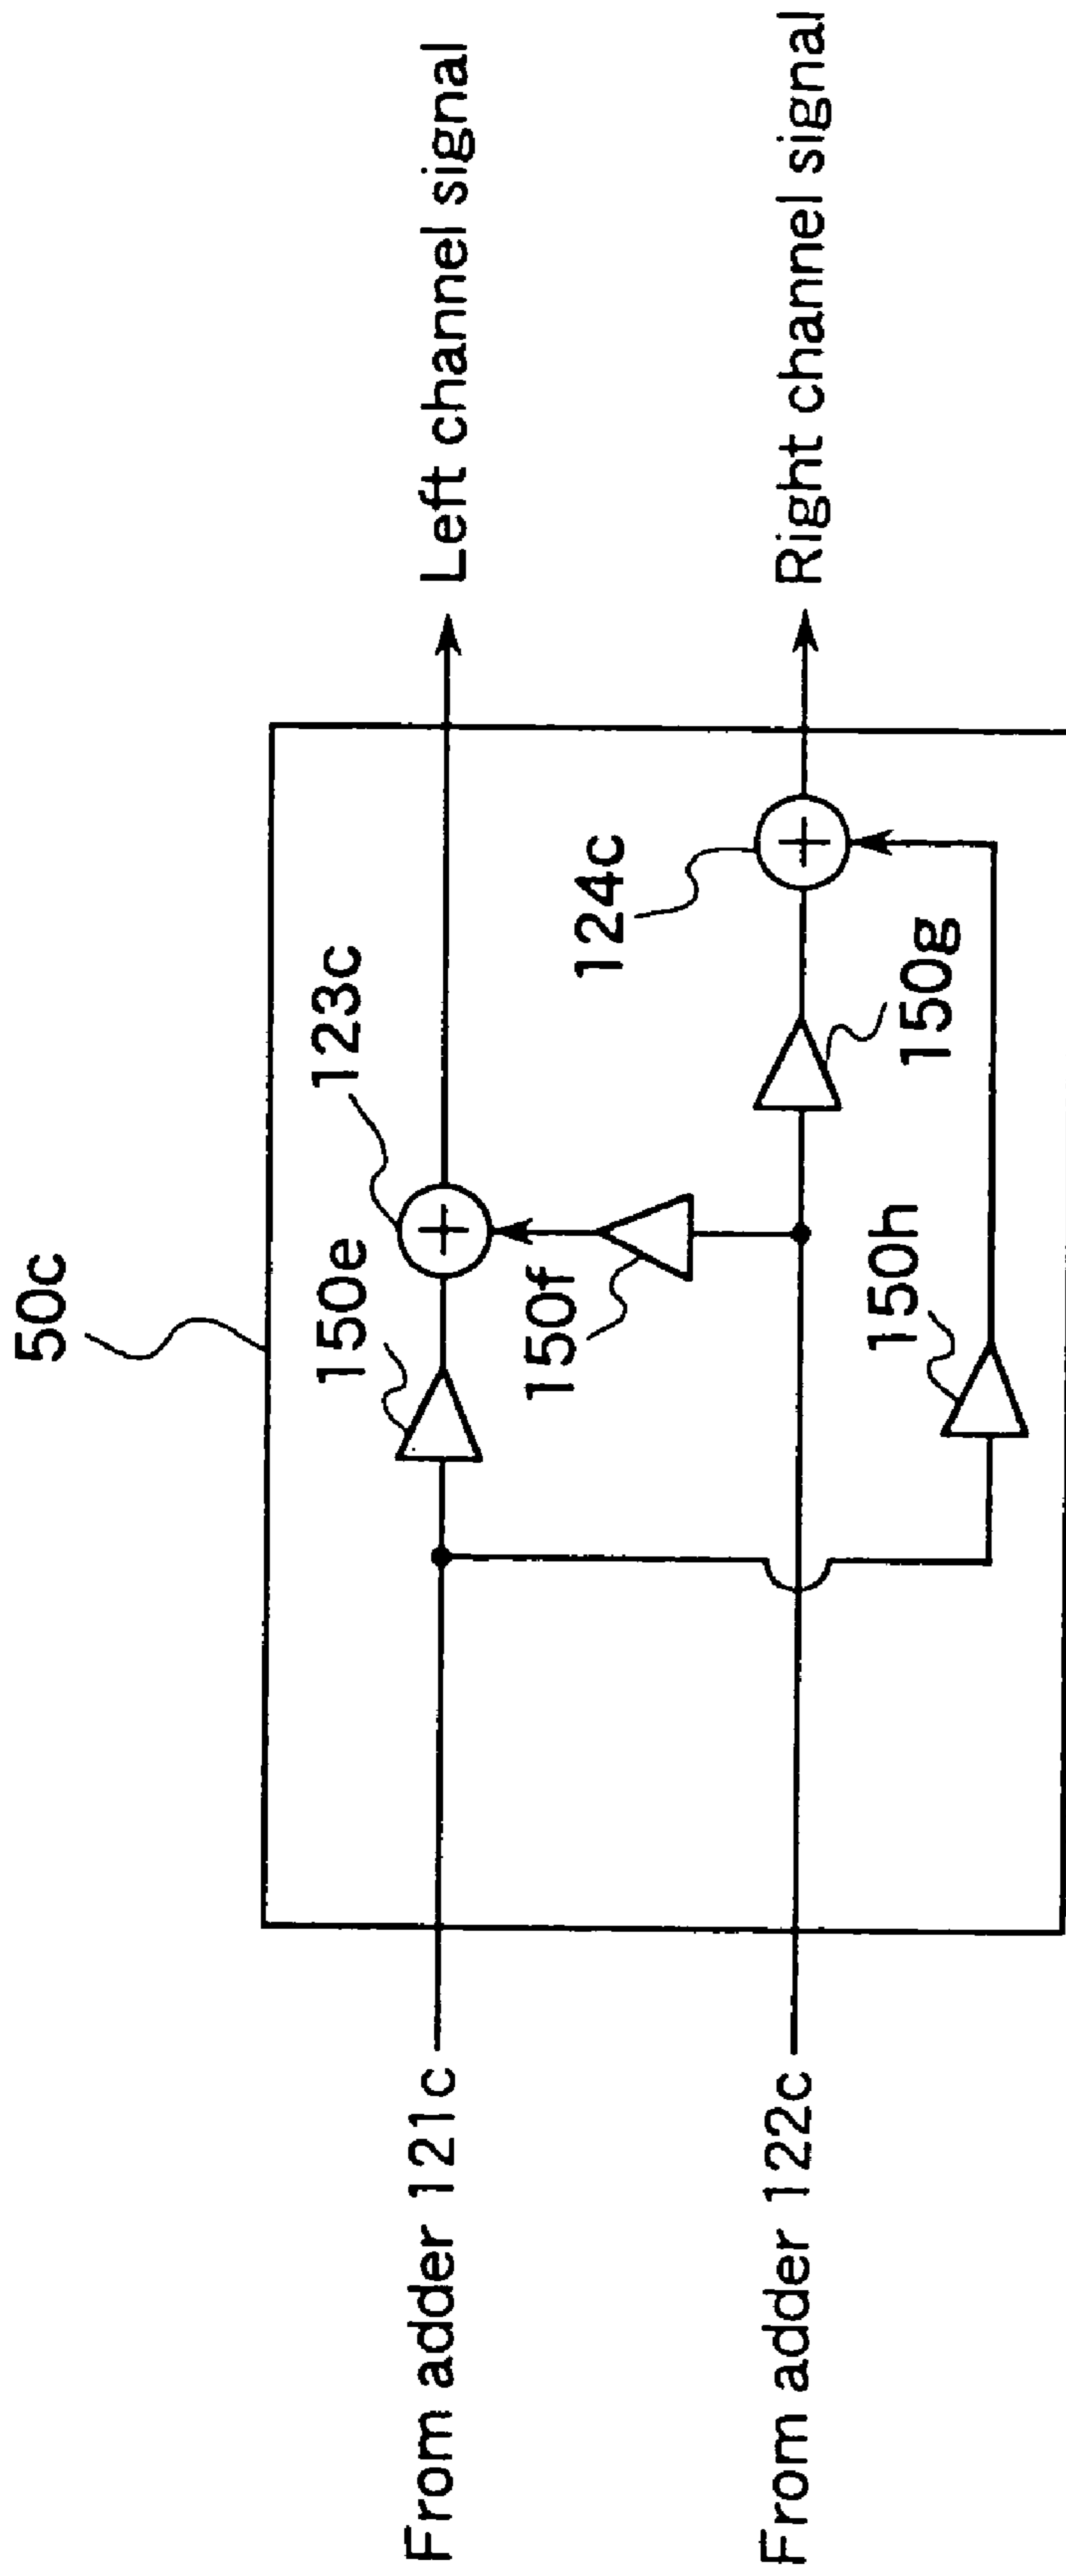 50c
123c
150e
124c
150f
150g
150h
From adder 121c
Left channel signal
From adder 122c
Right channel signal